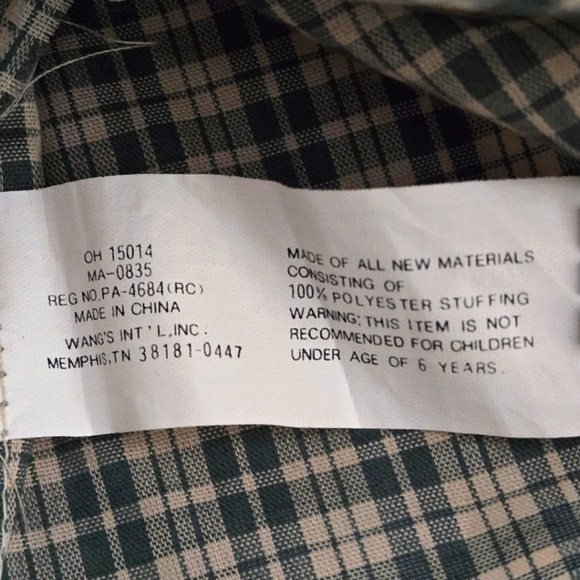 OH 15014
MA-0835
REG NO.PA-4684(RC)
MADE IN CHINA
WANG'S INT'L,INC.
MEMPHIS,TN 38181-0447
MADE OF ALL NEW MATERIALS
CONSISTING OF
100% POLYESTER STUFFING
WARNING:THIS ITEM IS NOT
RECOMMENDED FOR CHILDREN
UNDER AGE OF 6 YEARS.